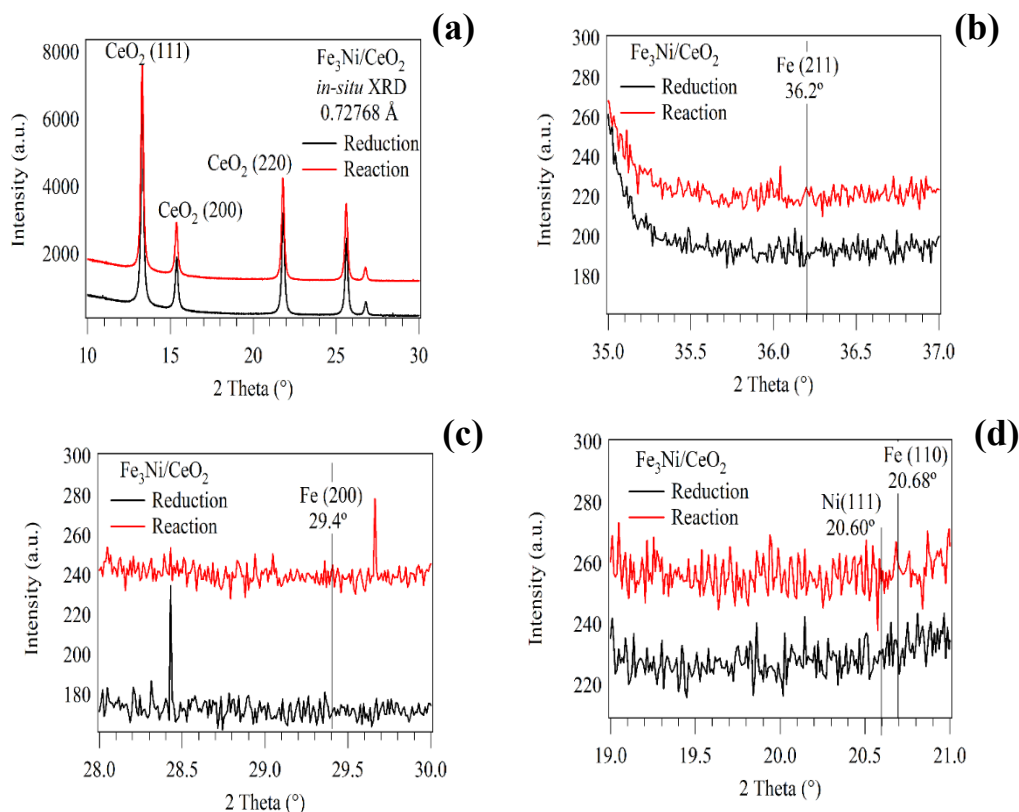 (a)
8000
6000
4000
2000
Intensity (a.u.)
CeO₂ (111)
CeO₂ (200)
CeO₂ (220)
Fe₃Ni/CeO₂
in-situ XRD
0.72768 Å
Reduction
Reaction
10 15 20 25 30
2 Theta (°)
(b)
300
280
260
240
220
200
180
Intensity (a.u.)
Fe₃Ni/CeO₂
Reduction
Reaction
Fe (211)
36.2º
35.0 35.5 36.0 36.5 37.0
2 Theta (°)
(c)
300
280
260
240
220
200
180
Intensity (a.u.)
Fe₃Ni/CeO₂
Reduction
Reaction
Fe (200)
29.4º
28.0 28.5 29.0 29.5 30.0
2 Theta (°)
(d)
300
280
260
240
220
Intensity (a.u.)
Fe₃Ni/CeO₂
Reduction
Reaction
Fe (110)
20.68º
Ni(111)
20.60º
19.0 19.5 20.0 20.5 21.0
2 Theta (°)